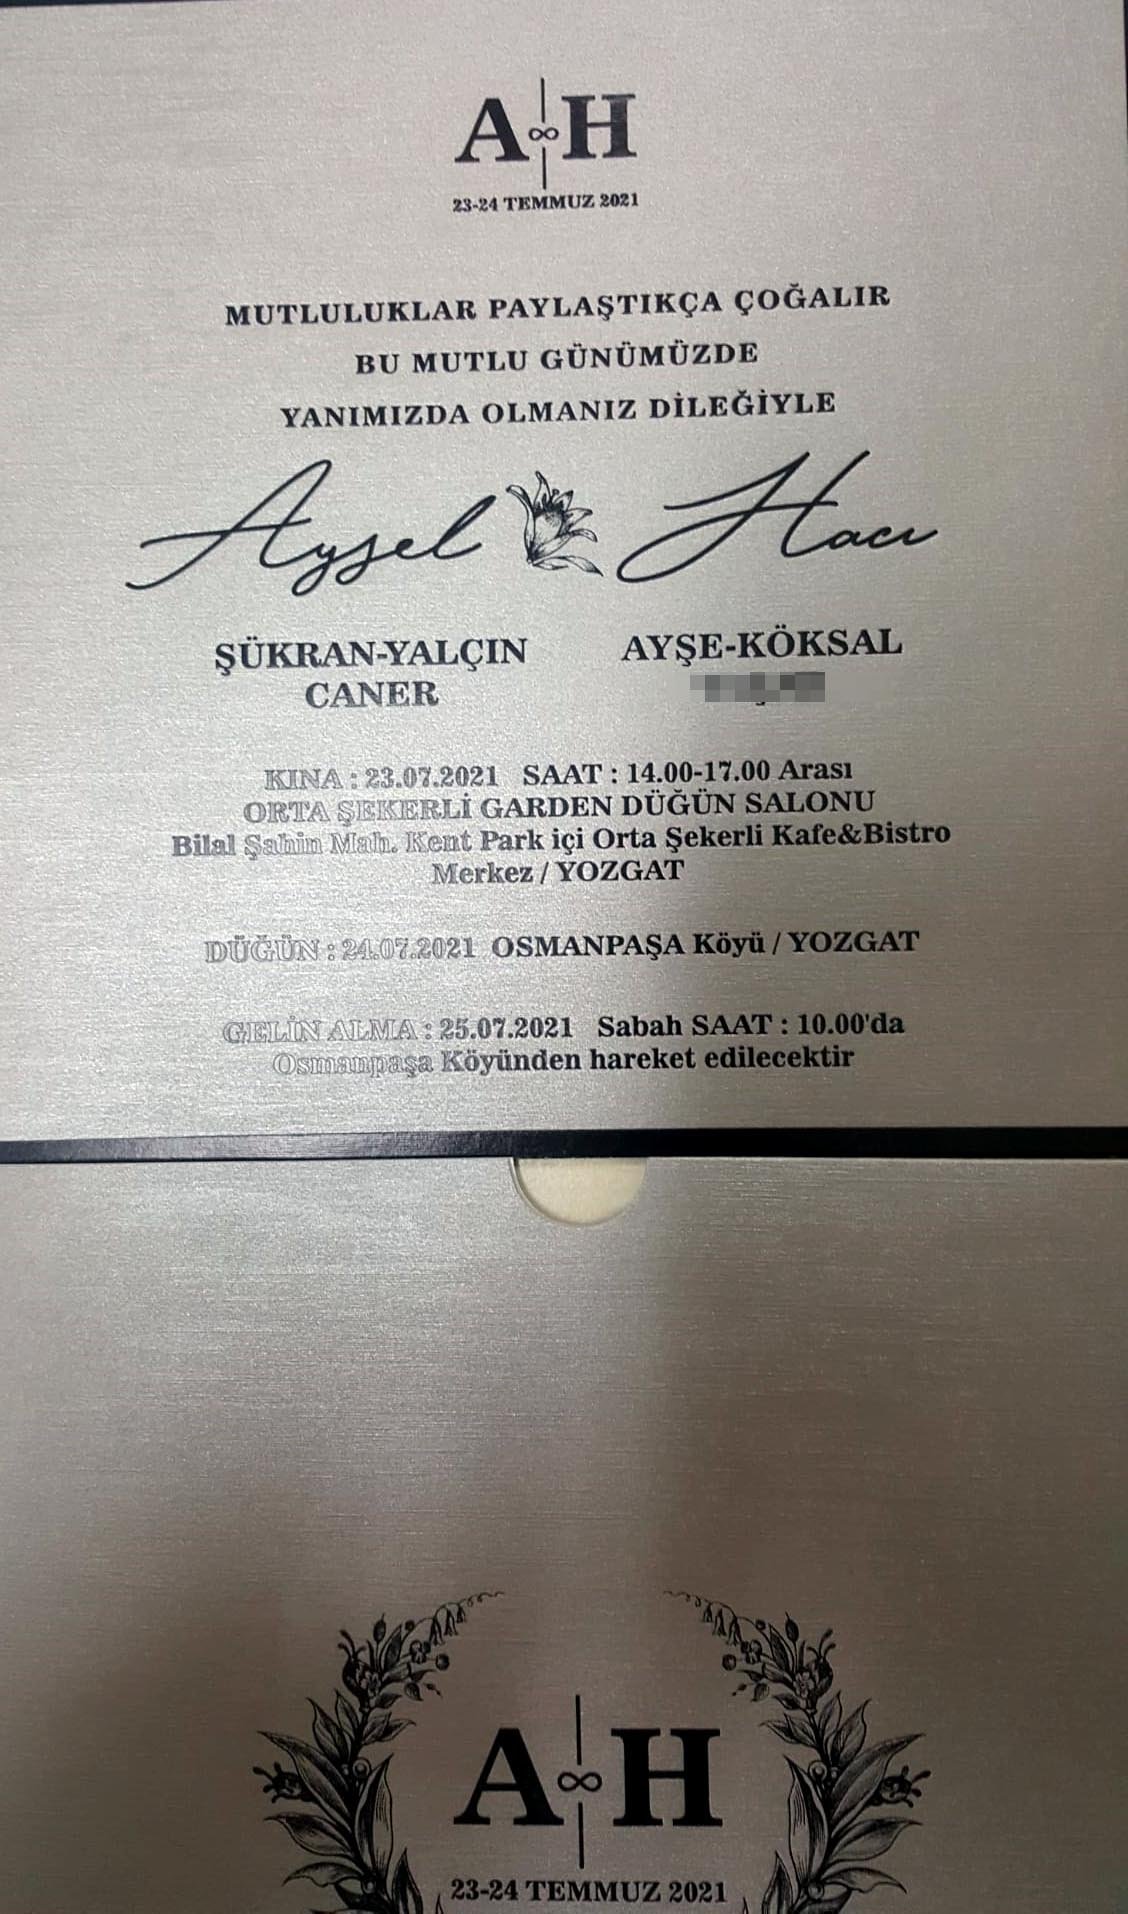 A ∞ H
23-24 TEMMUZ 2021
MUTLULUKLAR PAYLAŞTIKÇA ÇOĞALIR
BU MUTLU GÜNÜMÜZDE
YANIMIZDA OLMANIZ DİLEĞİYLE
Aysel Hacı
ŞÜKRAN-YALÇIN AYŞE-KÖKSAL
CANER
KINA : 23.07.2021 SAAT : 14.00-17.00 Arası
ORTA ŞEKERLİ GARDEN DÜĞÜN SALONU
Bilal Şahin Mah. Kent Park içi Orta Şekerli Kafe&Bistro
Merkez / YOZGAT
DÜĞÜN : 24.07.2021 OSMANPAŞA Köyü / YOZGAT
GELİN ALMA : 25.07.2021 Sabah SAAT : 10.00'da
Osmanpaşa Köyünden hareket edilecektir
A ∞ H
23-24 TEMMUZ 2021